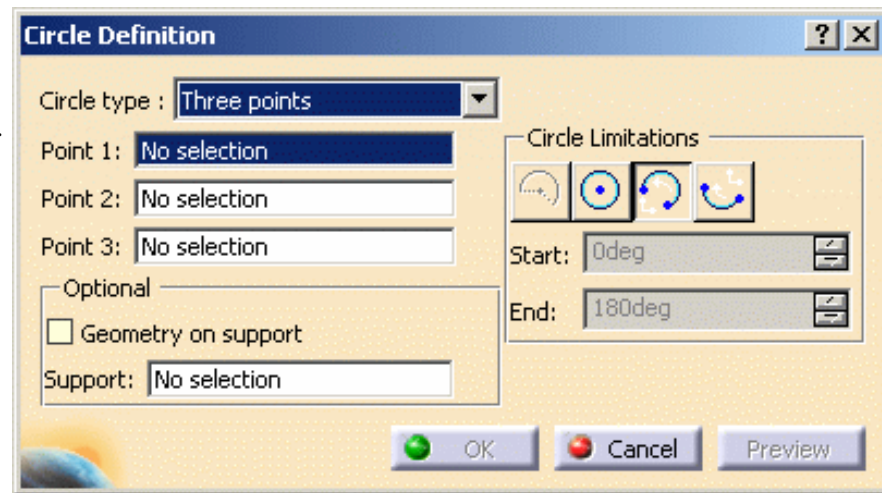 Circle Definition
Circle type : Three points
Point 1: No selection
Point 2: No selection
Point 3: No selection
Optional
Geometry on support
Support: No selection
Circle Limitations
Start: 0deg
End: 180deg
OK Cancel Preview